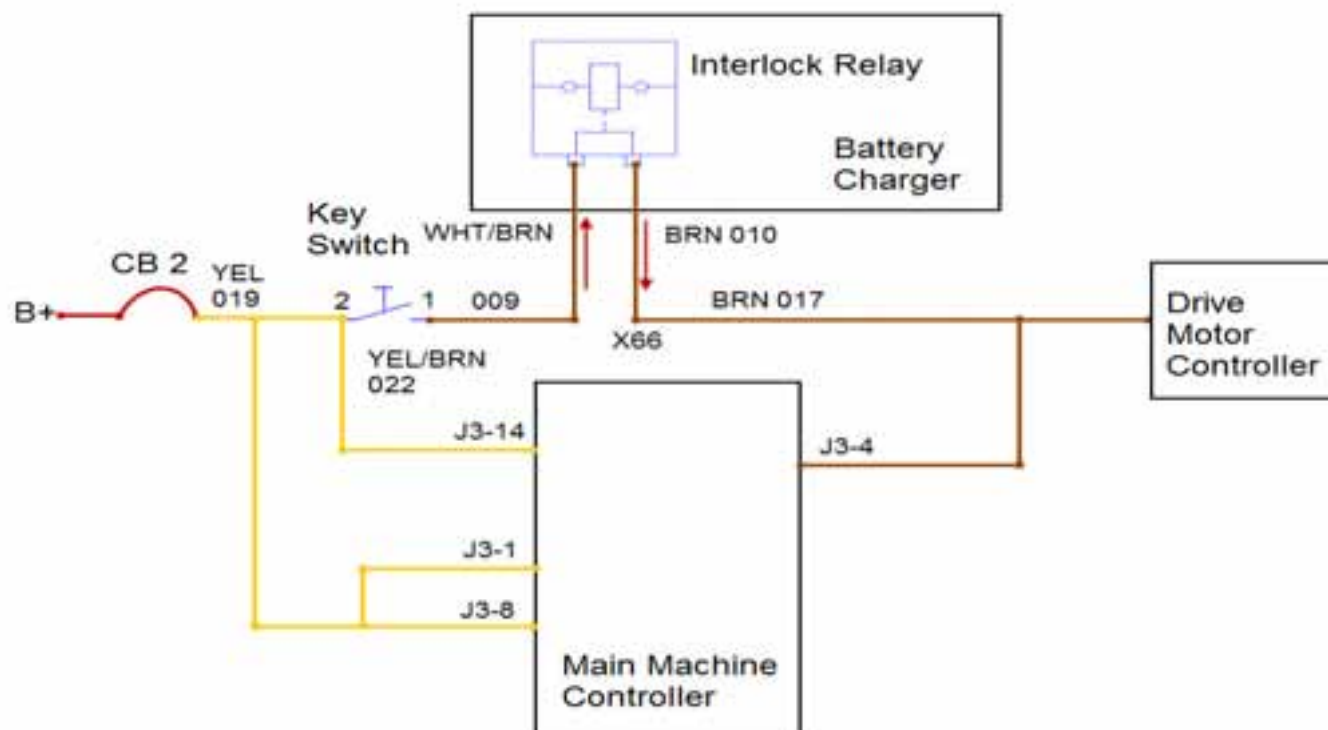 Interlock Relay
Battery
Charger
Key
Switch
WHT/BRN
BRN 010
CB 2
YEL
019
B+
2
1
009
BRN 017
X66
Drive
Motor
Controller
YEL/BRN
022
J3-14
J3-4
J3-1
J3-8
Main Machine
Controller